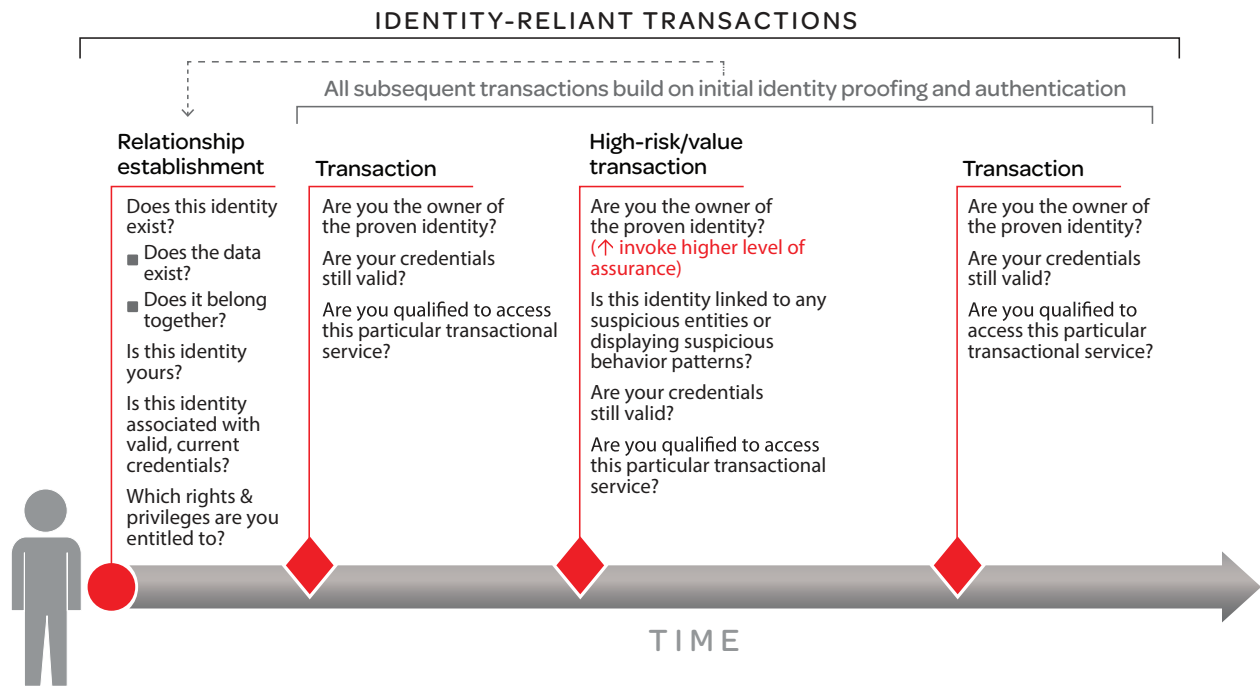 IDENTITY-RELIANT TRANSACTIONS
All subsequent transactions build on initial identity proofing and authentication
Relationship
establishment
Does this identity
exist?
Does the data
exist?
Does it belong
together?
Is this identity
yours?
Is this identity
associated with
valid, current
credentials?
Which rights &
privileges are you
entitled to?
Transaction
Are you the owner of
the proven identity?
Are your credentials
still valid?
Are you qualified to access
this particular transactional
service?
High-risk/value
transaction
Are you the owner of
the proven identity?
(↑ invoke higher level of
assurance)
Is this identity linked to any
suspicious entities or
displaying suspicious
behavior patterns?
Are your credentials
still valid?
Are you qualified to access
this particular transactional
service?
Transaction
Are you the owner of
the proven identity?
Are your credentials
still valid?
Are you qualified to
access this particular
transactional service?
TIME